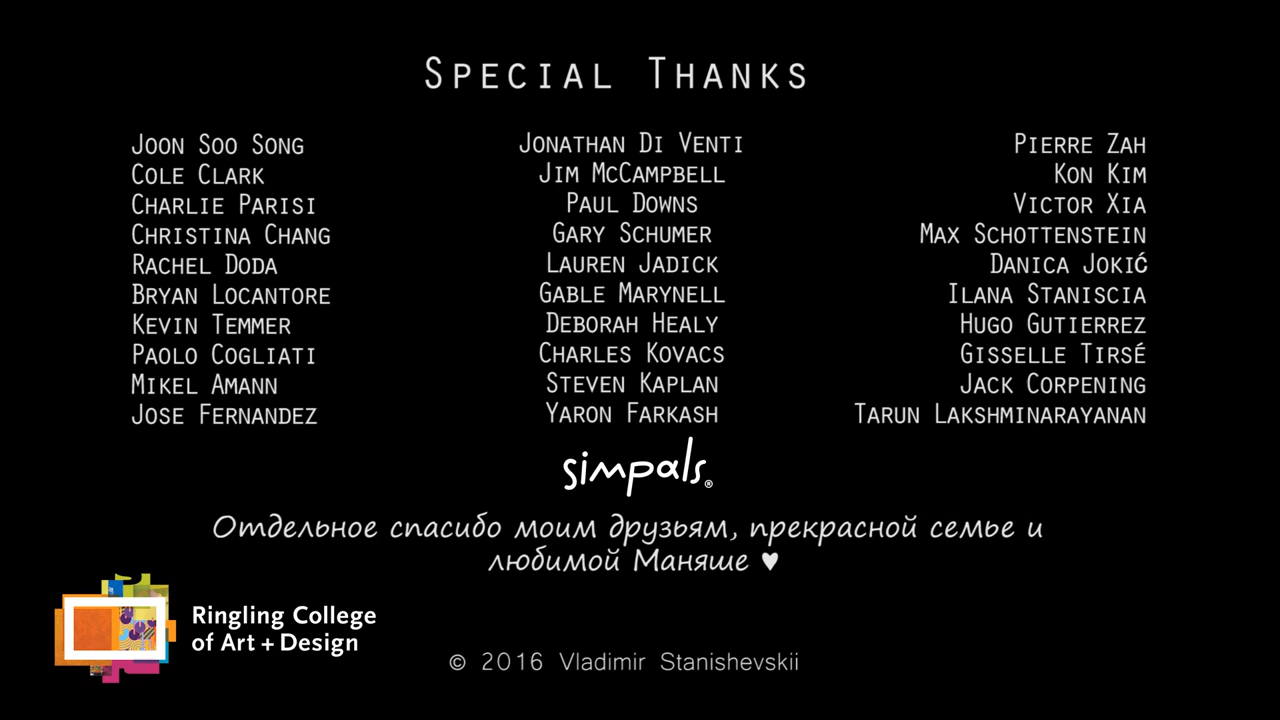 Special Thanks
Joon Soo Song
Cole Clark
Charlie Parisi
Christina Chang
Rachel Doda
Bryan Locantore
Kevin Temmer
Paolo Cogliati
Mikel Amann
Jose Fernandez
Jonathan Di Venti
Jim McCampbell
Paul Downs
Gary Schumer
Lauren Jadick
Gable Marynell
Deborah Healy
Charles Kovacs
Steven Kaplan
Yaron Farkash
Pierre Zah
Kon Kim
Victor Xia
Max Schottenstein
Danica Jokić
Ilana Staniscia
Hugo Gutierrez
Gisselle Tirsé
Jack Corpening
Tarun Lakshminarayanan
simpals®
Отдельное спасибо моим друзьям, прекрасной семье и
любимой Маняше ♥
Ringling College
of Art + Design
© 2016 Vladimir Stanishevskii